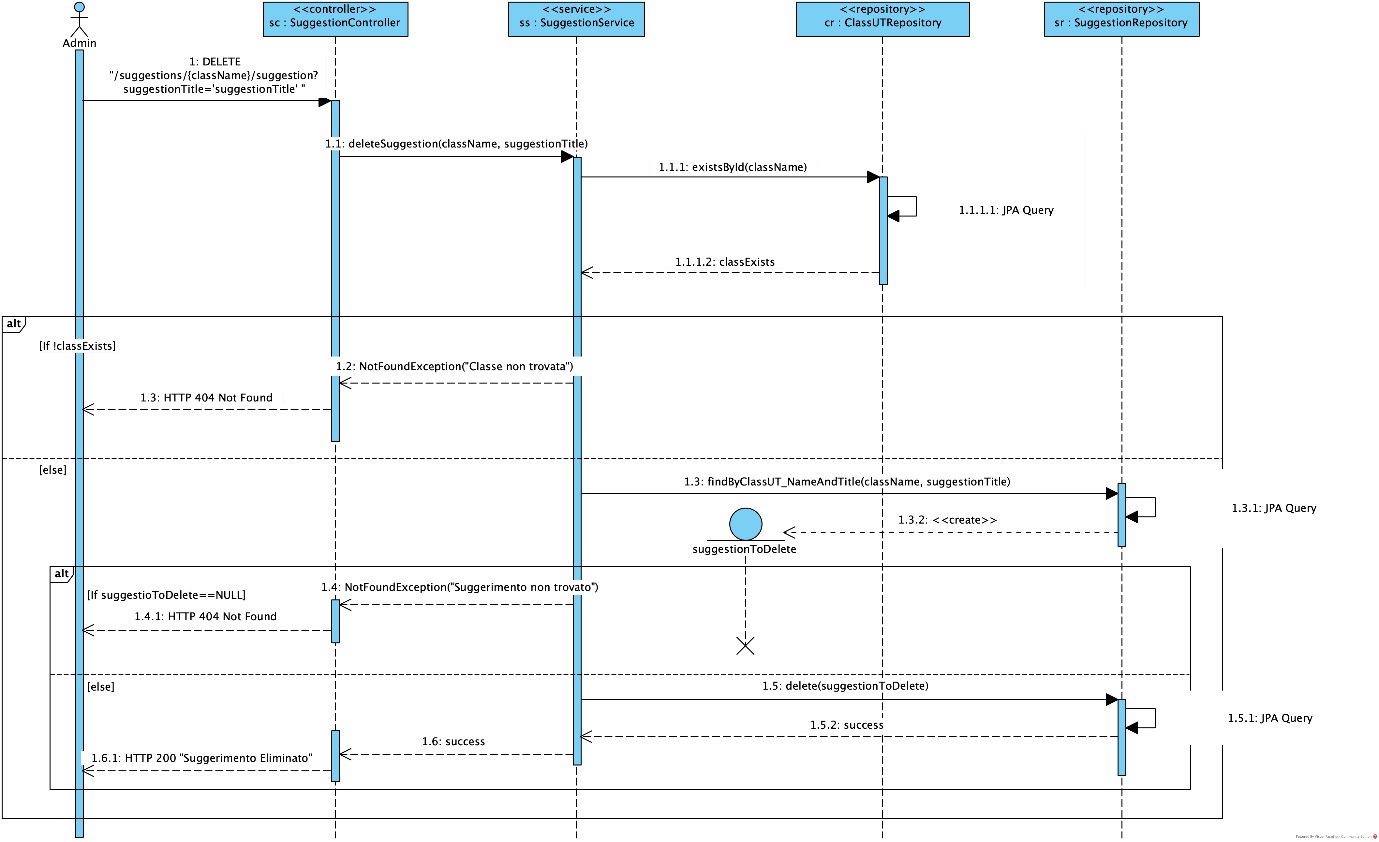 <<controller>>
sc : SuggestionController
<<service>>
ss : SuggestionService
<<repository>>
cr : ClassUTRepository
<<repository>>
sr : SuggestionRepository
Admin
1: DELETE
"/suggestions/{className}/suggestion?
suggestionTitle='suggestionTitle' "
1.1: deleteSuggestion(className, suggestionTitle)
1.1.1: existsById(className)
1.1.1.1: JPA Query
1.1.1.2: classExists
alt
[If !classExists]
1.2: NotFoundException("Classe non trovata")
1.3: HTTP 404 Not Found
[else]
1.3: findByClassUT_NameAndTitle(className, suggestionTitle)
1.3.1: JPA Query
1.3.2: <<create>>
suggestionToDelete
alt
[If suggestioToDelete==NULL]
1.4: NotFoundException("Suggerimento non trovato")
1.4.1: HTTP 404 Not Found
[else]
1.5: delete(suggestionToDelete)
1.5.1: JPA Query
1.5.2: success
1.6: success
1.6.1: HTTP 200 "Suggerimento Eliminato"